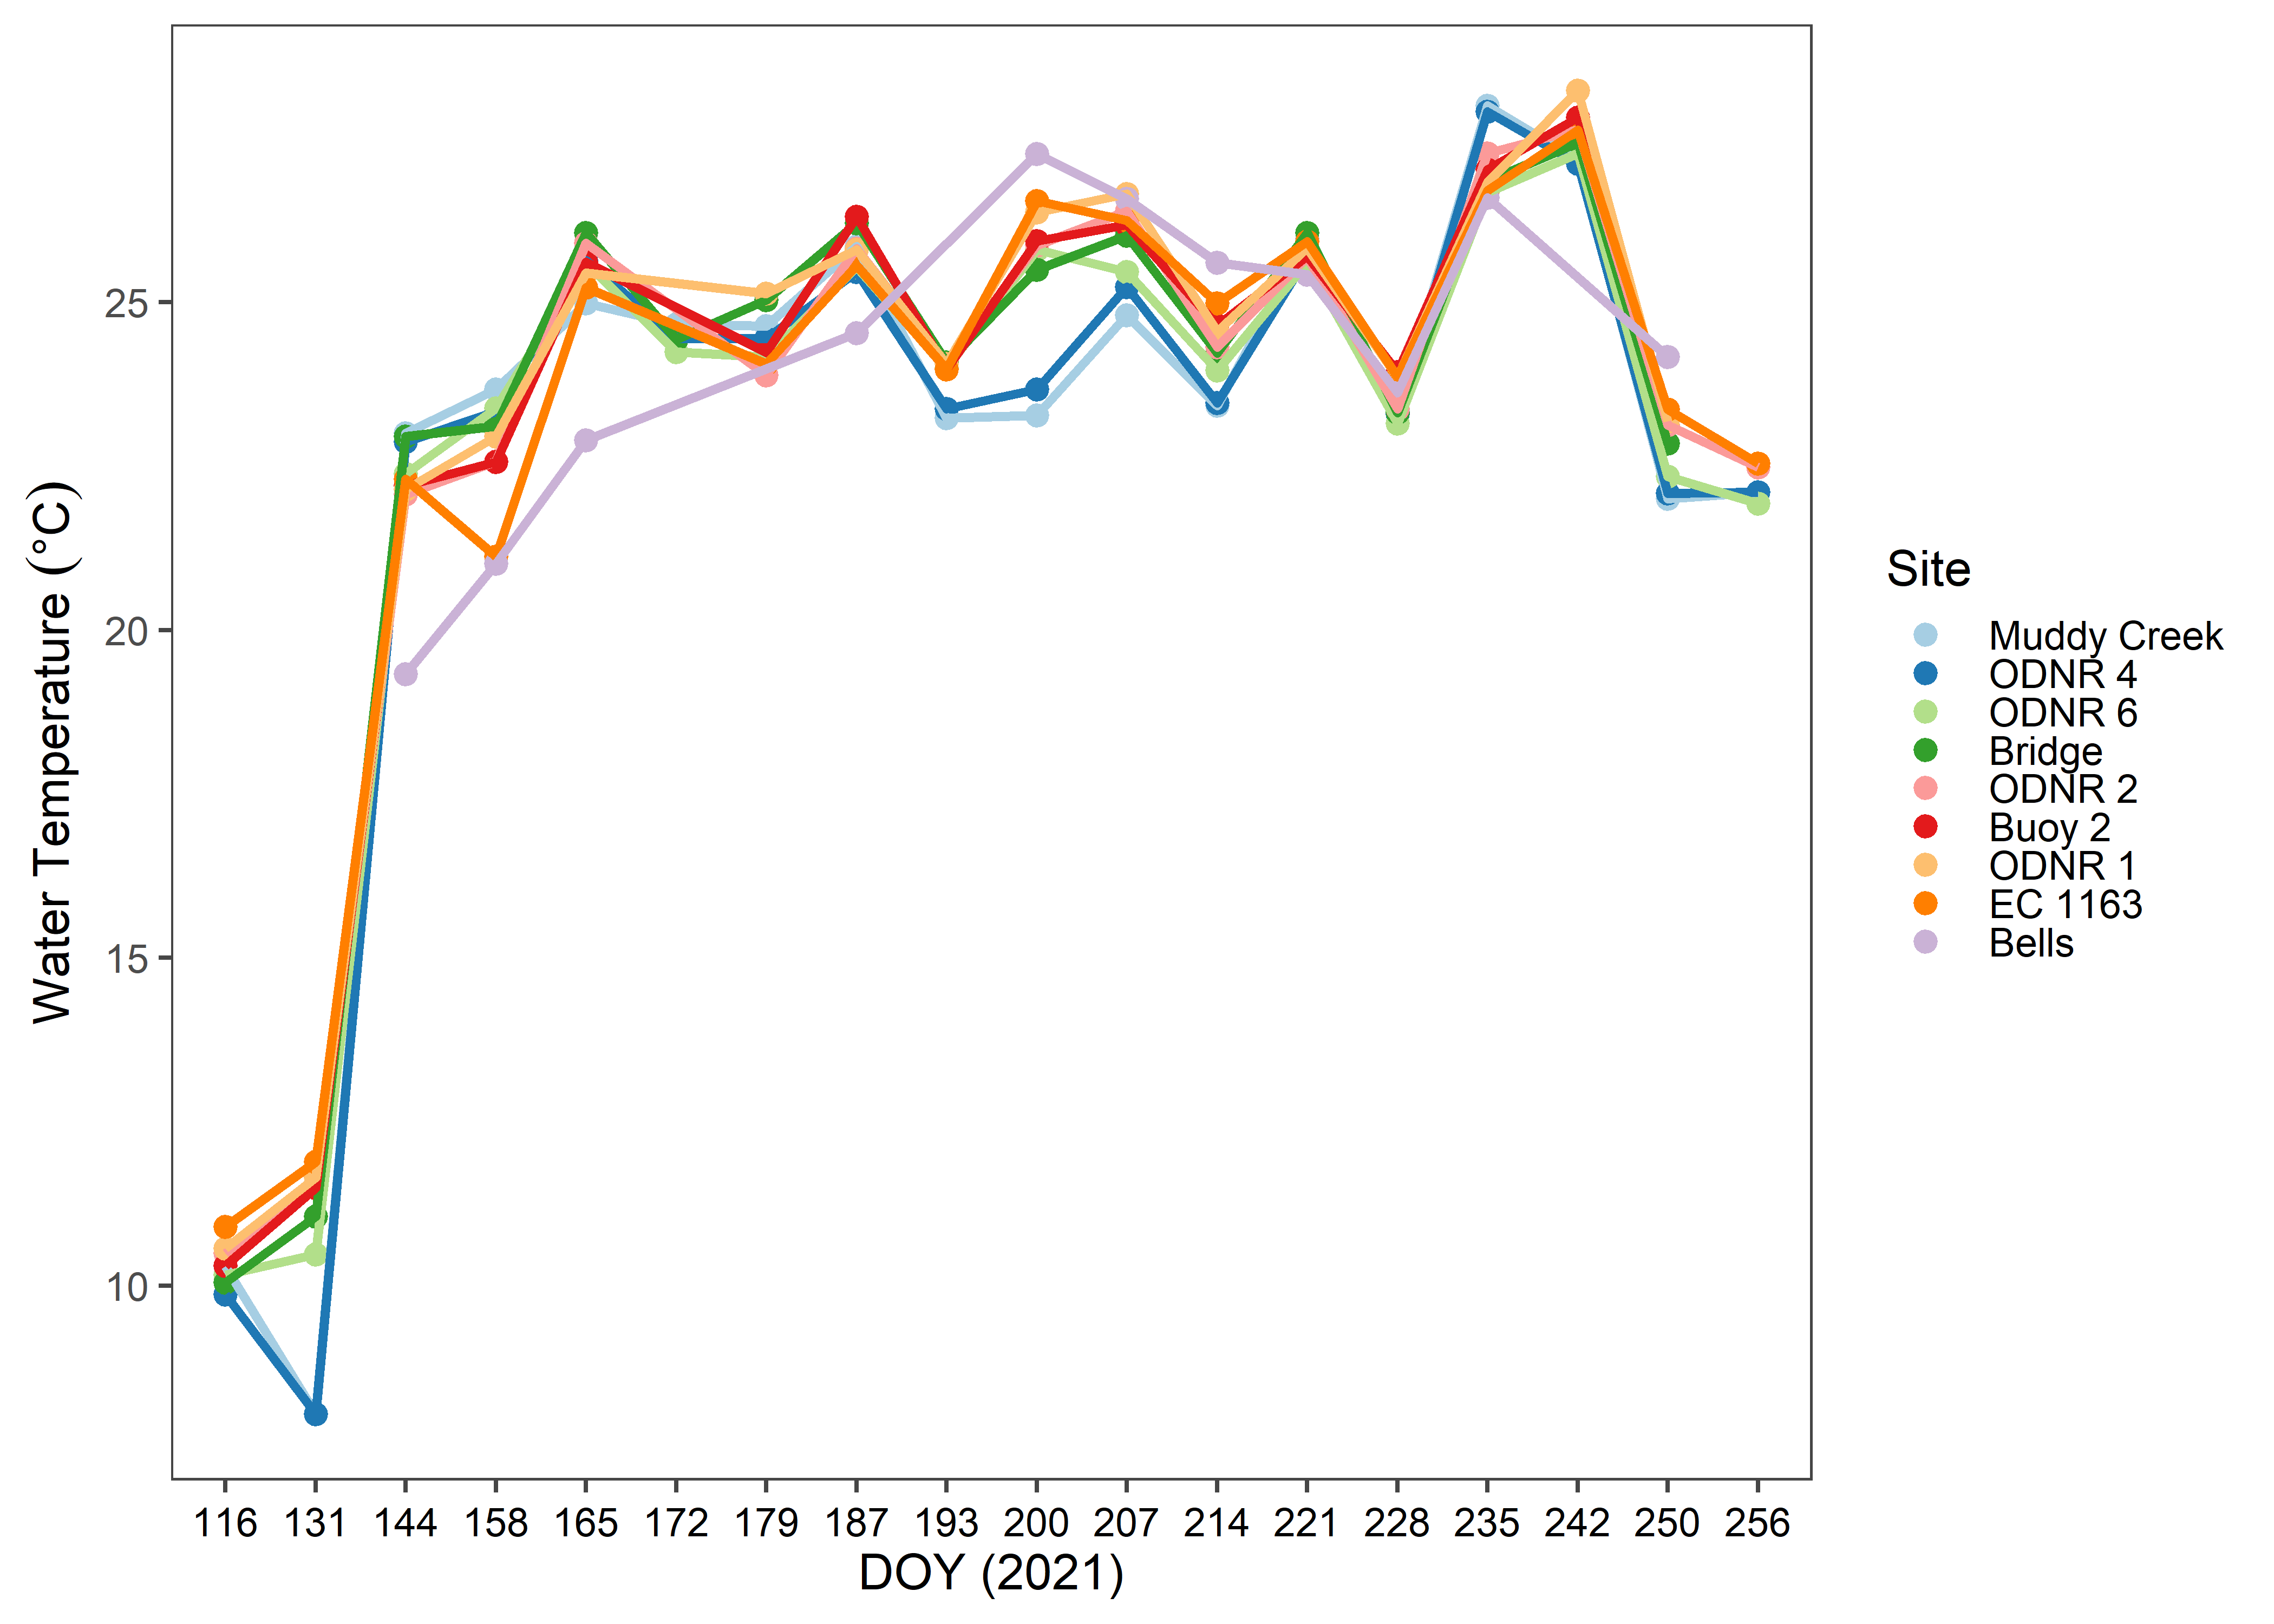 Water Temperature (°C)
25
20
15
10
116 131 144 158 165 172 179 187 193 200 207 214 221 228 235 242 250 256
DOY (2021)
Site
Muddy Creek
ODNR 4
ODNR 6
Bridge
ODNR 2
Buoy 2
ODNR 1
EC 1163
Bells